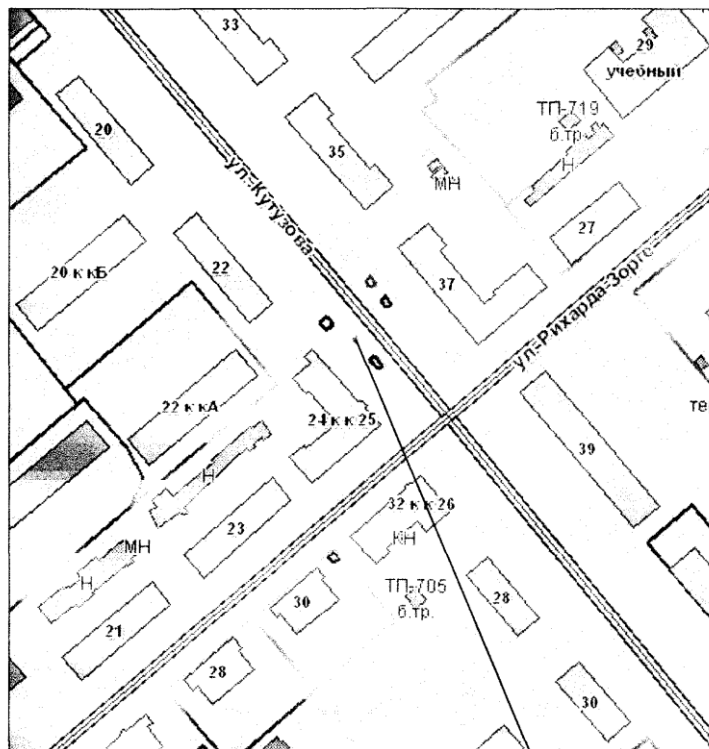 33
29
учебный
ТП-719
б.тр.
20
Н
35
МН
ул-Кутузова
27
20 к кБ
22
37
ул-Рихарда-Зорге
22 к кА
24 к к 25
те
39
Н
32 к к 26
23
КН
МН
Н
ТП-705
б.тр.
30
28
21
28
30